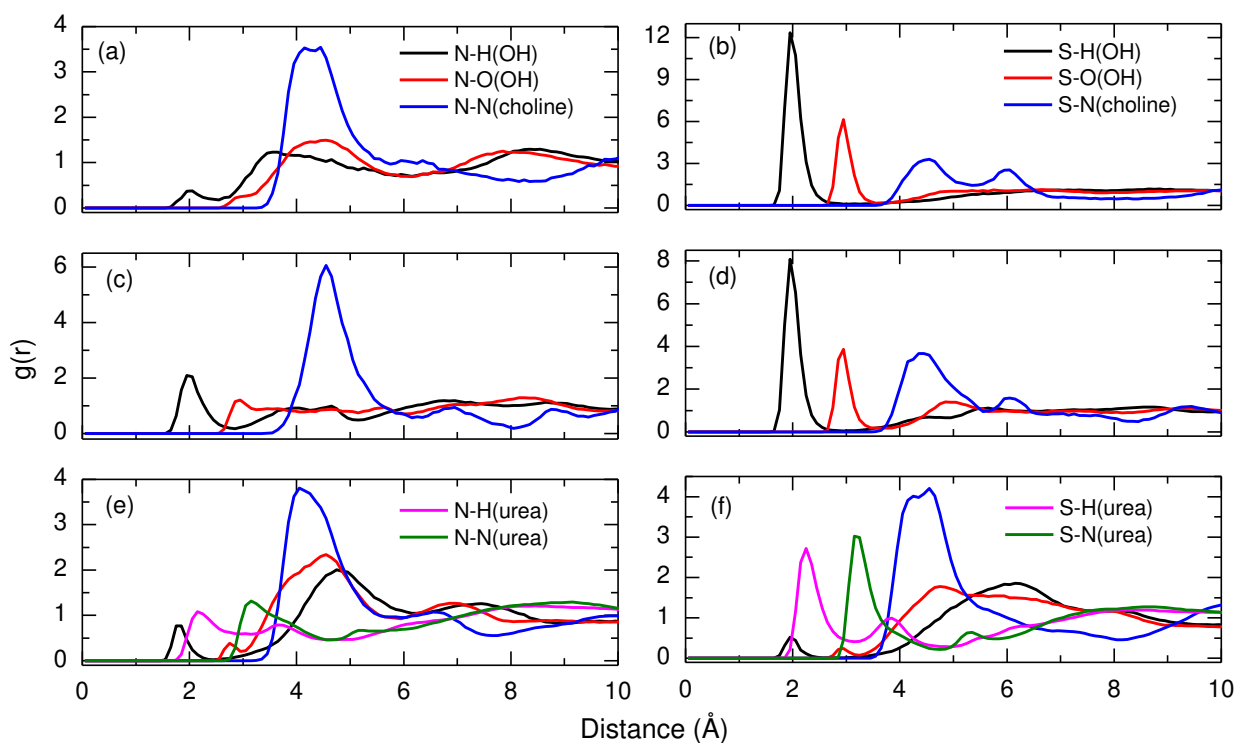 (a)
N-H(OH)
N-O(OH)
N-N(choline)
0
1
2
3
4
(b)
S-H(OH)
S-O(OH)
S-N(choline)
0
3
6
9
12
(c)
0
2
4
6
(d)
0
2
4
6
8
g(r)
(e)
N-H(urea)
N-N(urea)
0
1
2
3
4
0 2 4 6 8 10
(f)
S-H(urea)
S-N(urea)
0
1
2
3
4
0 2 4 6 8 10
Distance (Å)